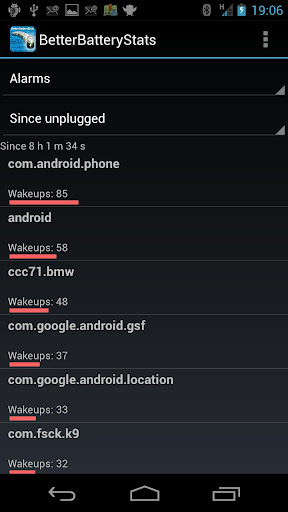 19:06
BetterBatteryStats
Alarms
Since unplugged
Since 8 h 1 m 34 s
com.android.phone
Wakeups: 85
android
Wakeups: 58
ccc71.bmw
Wakeups: 48
com.google.android.gsf
Wakeups: 37
com.google.android.location
Wakeups: 33
com.fsck.k9
Wakeups: 32